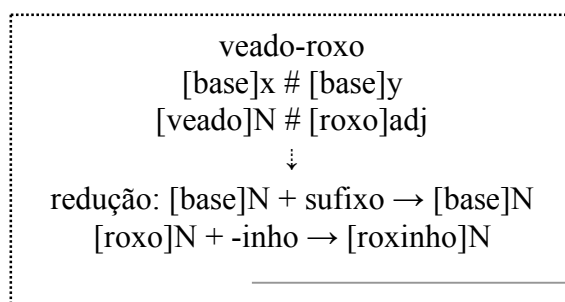 veado-roxo
[base]x # [base]y
[veado]N # [roxo]adj
↓
redução: [base]N + sufixo → [base]N
[roxo]N + -inho → [roxinho]N